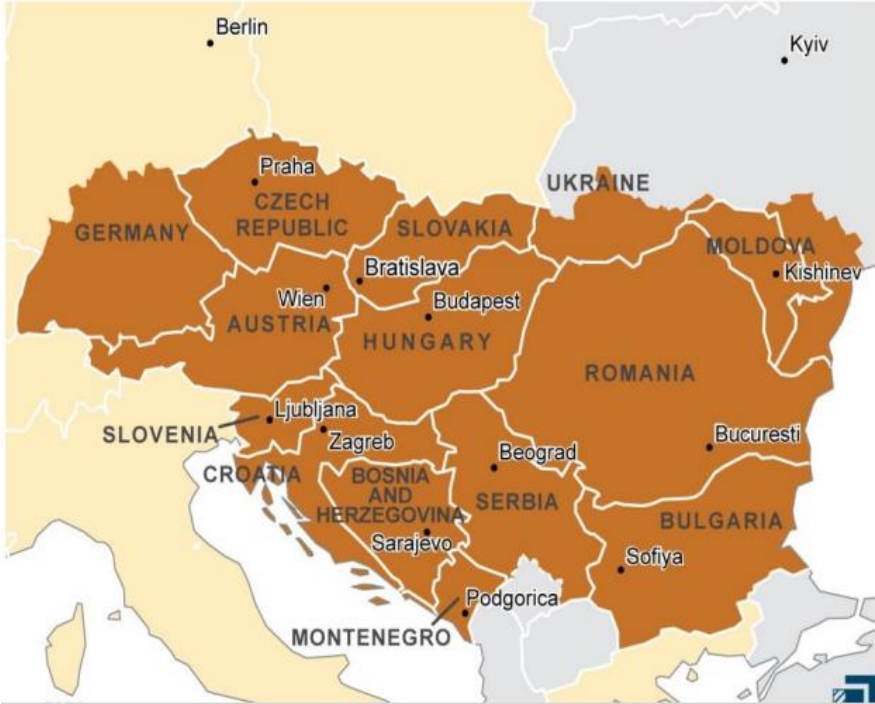 Berlin
Kyiv
Praha
UKRAINE
CZECH
REPUBLIC
GERMANY
SLOVAKIA
MOLDOVA
Bratislava
Kishinev
Wien
Budapest
AUSTRIA
HUNGARY
ROMANIA
Ljubljana
SLOVENIA
Zagreb
Bucuresti
Beograd
CROATIA
BOSNIA
AND
HERZEGOVINA
SERBIA
BULGARIA
Sarajevo
Sofiya
Podgorica
MONTENEGRO